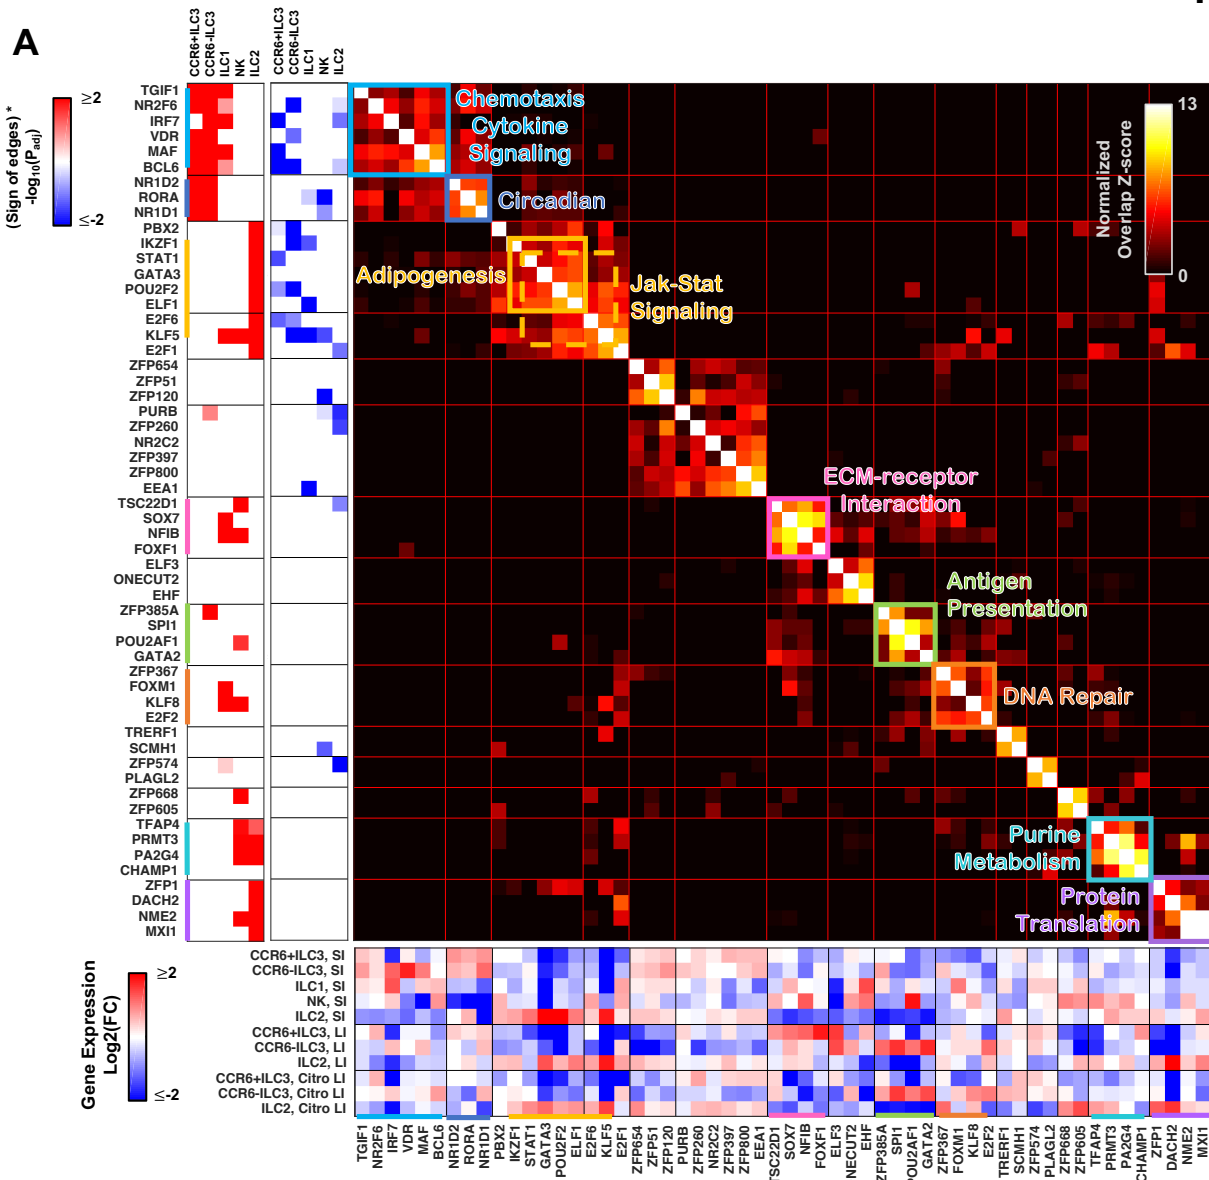 A
CCR6+ILC3
CCR6-ILC3
ILC1
NK
ILC2
CCR6+ILC3
CCR6-ILC3
ILC1
NK
ILC2
(Sign of edges) *
-log10(Padj)
≥2
≤-2
TGIF1
NR2F6
IRF7
VDR
MAF
BCL6
NR1D2
RORA
NR1D1
PBX2
IKZF1
STAT1
GATA3
POU2F2
ELF1
E2F6
KLF5
E2F1
ZFP654
ZFP51
ZFP120
PURB
ZFP260
NR2C2
ZFP397
ZFP800
EEA1
TSC22D1
SOX7
NFIB
FOXF1
ELF3
ONECUT2
EHF
ZFP385A
SPI1
POU2AF1
GATA2
ZFP367
FOXM1
KLF8
E2F2
TRERF1
SCMH1
ZFP574
PLAGL2
ZFP668
ZFP605
TFAP4
PRMT3
PA2G4
CHAMP1
ZFP1
DACH2
NME2
MXI1
Chemotaxis
Cytokine
Signaling
Circadian
Adipogenesis
Jak-Stat
Signaling
ECM-receptor
Interaction
Antigen
Presentation
DNA Repair
Purine
Metabolism
Protein
Translation
Normalized
Overlap Z-score
13
0
Gene Expression
Log2(FC)
≥2
≤-2
CCR6+ILC3, SI
CCR6-ILC3, SI
ILC1, SI
NK, SI
ILC2, SI
CCR6+ILC3, LI
CCR6-ILC3, LI
ILC2, LI
CCR6+ILC3, Citro LI
CCR6-ILC3, Citro LI
ILC2, Citro LI
TGIF1
NR2F6
IRF7
VDR
MAF
BCL6
NR1D2
RORA
NR1D1
PBX2
IKZF1
STAT1
GATA3
POU2F2
ELF1
E2F6
KLF5
E2F1
ZFP654
ZFP51
ZFP120
PURB
ZFP260
NR2C2
ZFP397
ZFP800
EEA1
TSC22D1
SOX7
NFIB
FOXF1
ELF3
NECUT2
EHF
ZFP385A
SPI1
POU2AF1
GATA2
ZFP367
FOXM1
KLF8
E2F2
TRERF1
SCMH1
ZFP574
PLAGL2
ZFP668
ZFP605
TFAP4
PRMT3
PA2G4
CHAMP1
ZFP1
DACH2
NME2
MXI1